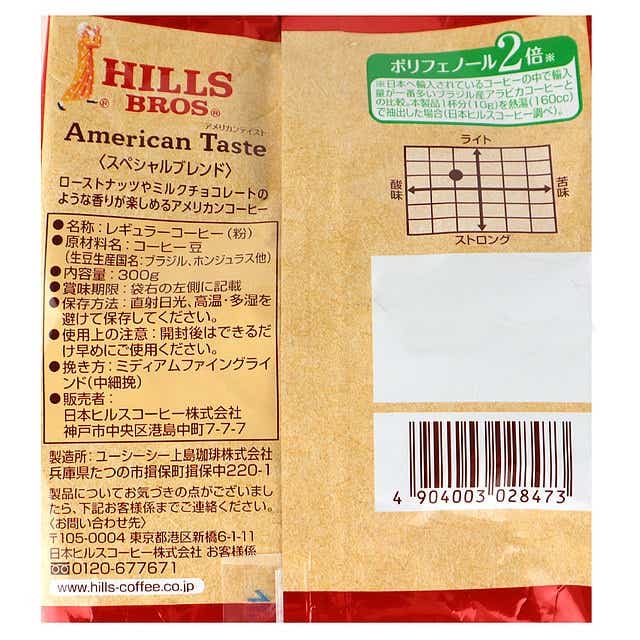 HILLS
BROS®
®
アメリカンテイスト
American Taste
〈スペシャルブレンド〉
ローストナッツやミルクチョコレートの
ような香りが楽しめるアメリカンコーヒー
●名称：レギュラーコーヒー（粉）
●原材料名：コーヒー豆
（生豆生産国名：ブラジル、ホンジュラス他）
●内容量：300g
●賞味期限：袋右の左側に記載
●保存方法：直射日光、高温・多湿を
避けて保存してください。
●使用上の注意：開封後はできるだ
け早めにご使用ください。
●挽き方：ミディアムファイングライ
ンド（中細挽）
●販売者：
日本ヒルスコーヒー株式会社
神戸市中央区港島中町7-7-7
製造所：ユーシーシー上島珈琲株式会社
兵庫県たつの市揖保町揖保中220-1
製品についてお気づきの点がございまし
たら、下記お客様係までご連絡ください。
〈お問い合わせ先〉
〒105-0004 東京都港区新橋6-1-11
日本ヒルスコーヒー株式会社 お客様係
0120-677671
www.hills-coffee.co.jp
ポリフェノール2倍※
※日本へ輸入されているコーヒーの中で輸入
量が一番多いブラジル産アラビカコーヒーと
の比較。本製品1杯分（10g）を熱湯（160cc）
で抽出した場合（日本ヒルスコーヒー調べ）。
ライト
酸味
苦味
ストロング
4 904003 028473